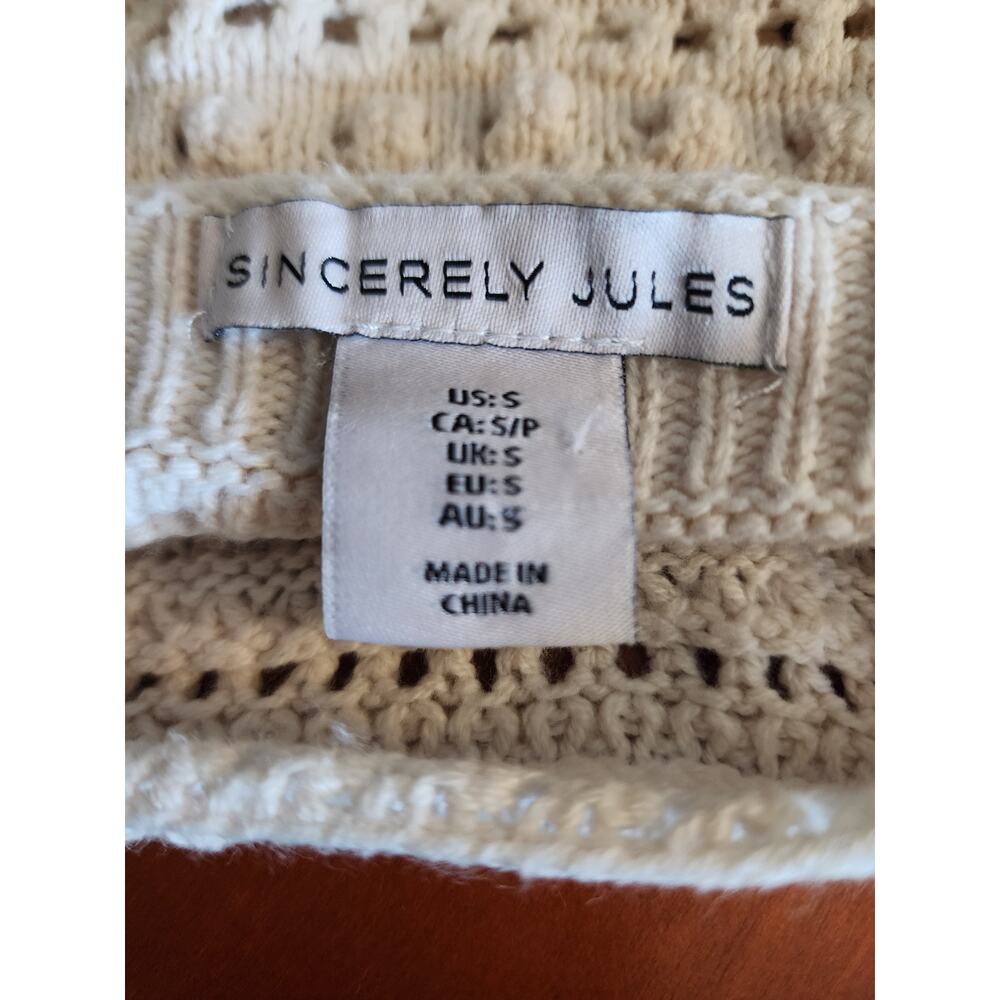 SINCERELY JULES
US: S
CA: S/P
UK: S
EU: S
AU: S
MADE IN
CHINA